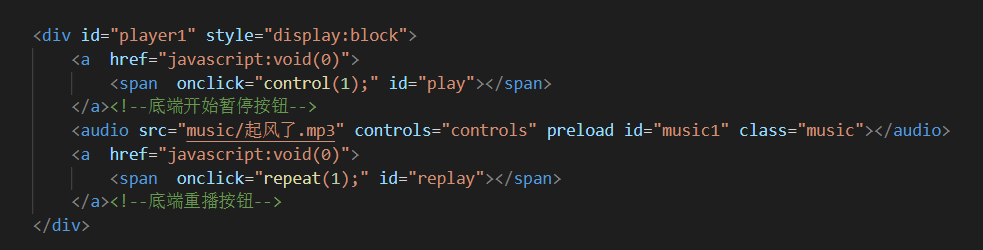 <div id="player1" style="display:block">
<a  href="javascript:void(0)">
<span  onclick="control(1);" id="play"></span>
</a><!--底端开始暂停按钮-->
<audio src="music/起风了.mp3" controls="controls" preload id="music1" class="music"></audio>
<a  href="javascript:void(0)">
<span  onclick="repeat(1);" id="replay"></span>
</a><!--底端重播按钮-->
</div>